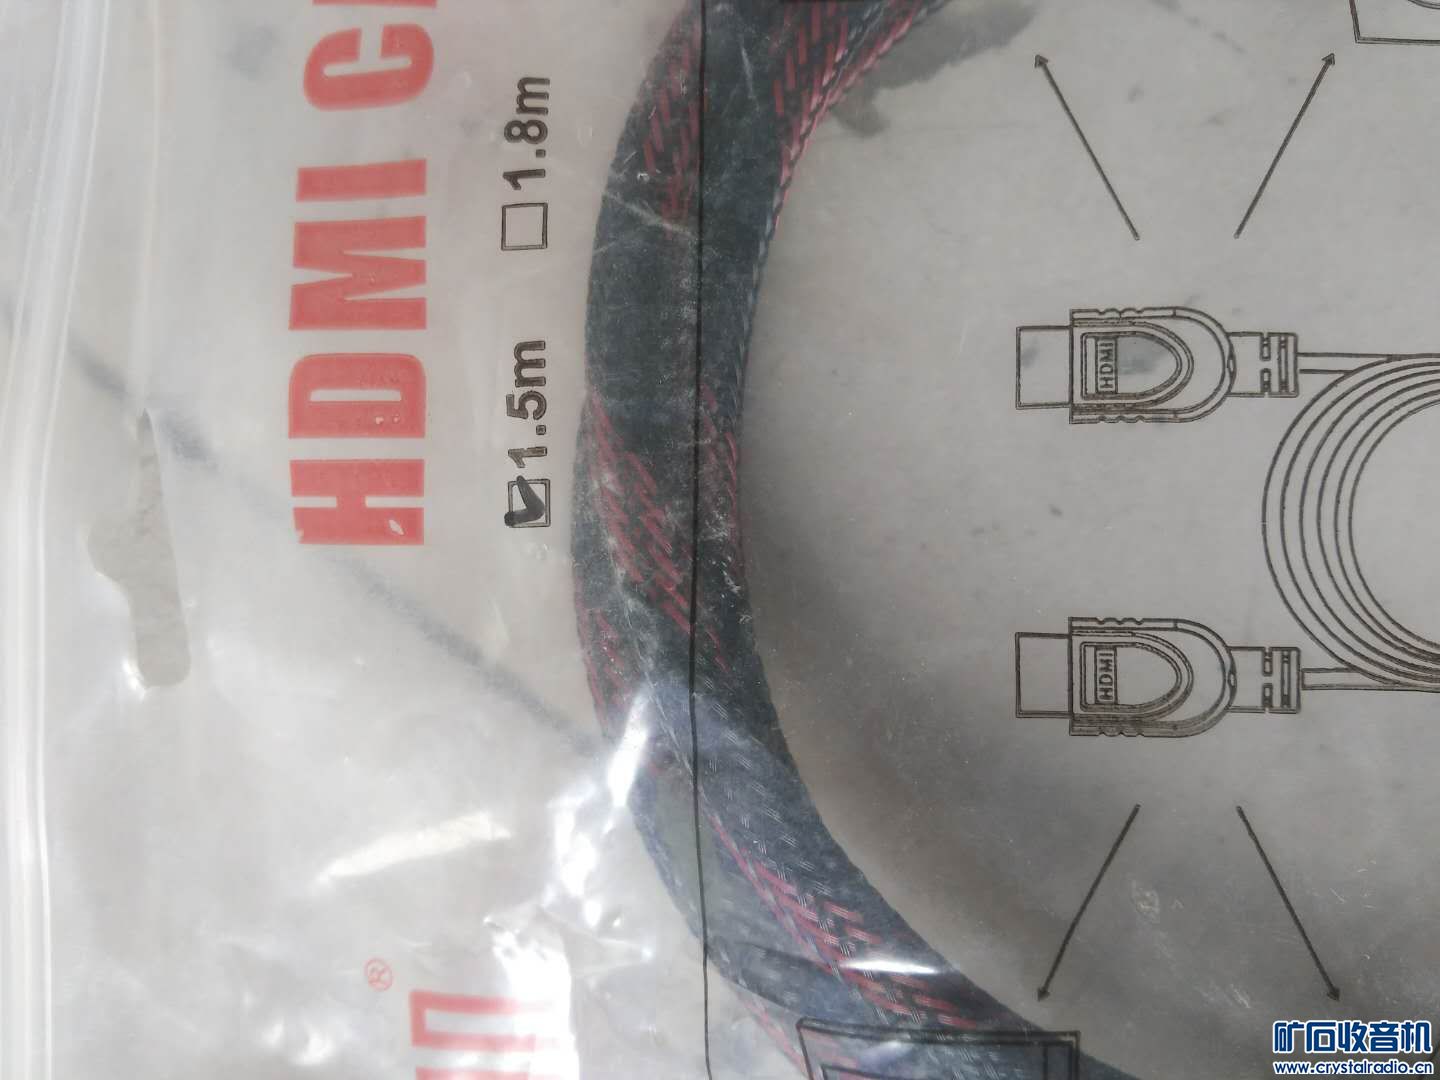 HDMI C
1.5m
1.8m
HDMI
HDMI
®
矿石收音机
www.crystalradio.cn